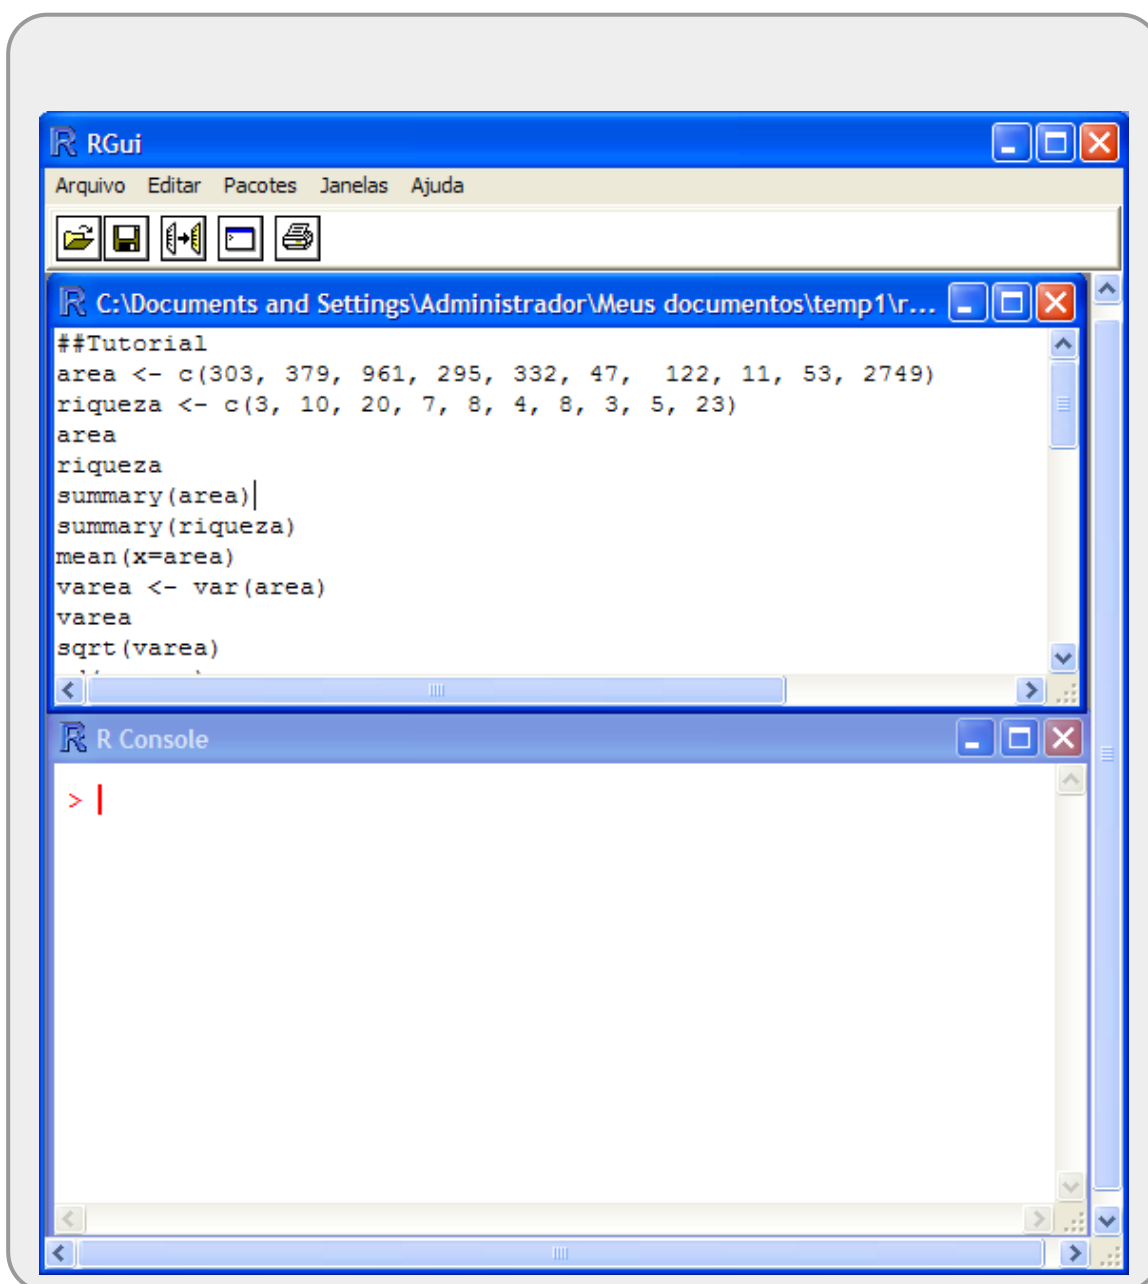 RGui
Arquivo Editar Pacotes Janelas Ajuda
C:\Documents and Settings\Administrador\Meus documentos\temp1\r...
##Tutorial
area <- c(303, 379, 961, 295, 332, 47,  122, 11, 53, 2749)
riqueza <- c(3, 10, 20, 7, 8, 4, 8, 3, 5, 23)
area
riqueza
summary(area)
summary(riqueza)
mean(x=area)
varea <- var(area)
varea
sqrt(varea)
R Console
>